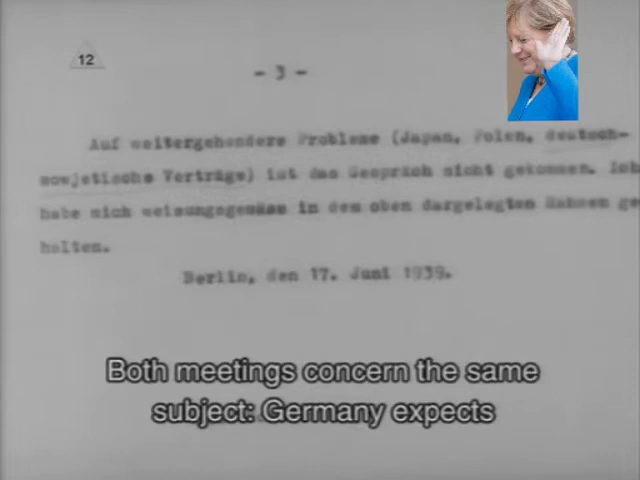 12
- 3 -
Auf weitergehendere Probleme (Japan, Polen, deutsch-
sowjetische Verträge) ist das Gespräch nicht gekommen. Ich
habe mich weisungsgemäss in dem oben dargelegten Rahmen ge
halten.
Berlin, den 17. Juni 1939.
Both meetings concern the same
subject: Germany expects